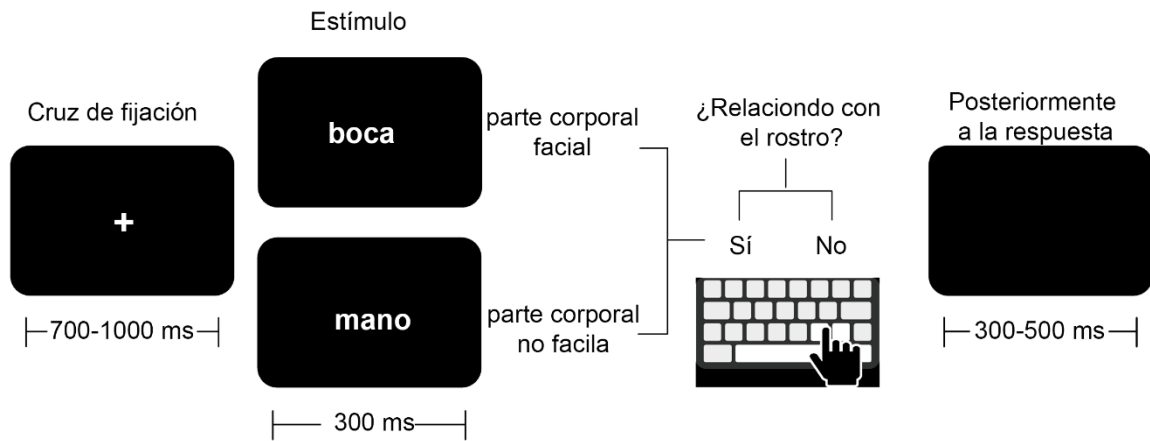 Cruz de fijación
+
700-1000 ms
Estímulo
boca
mano
300 ms
parte corporal
facial
parte corporal
no facila
¿Relaciondo con
el rostro?
Sí No
Posteriormente
a la respuesta
300-500 ms